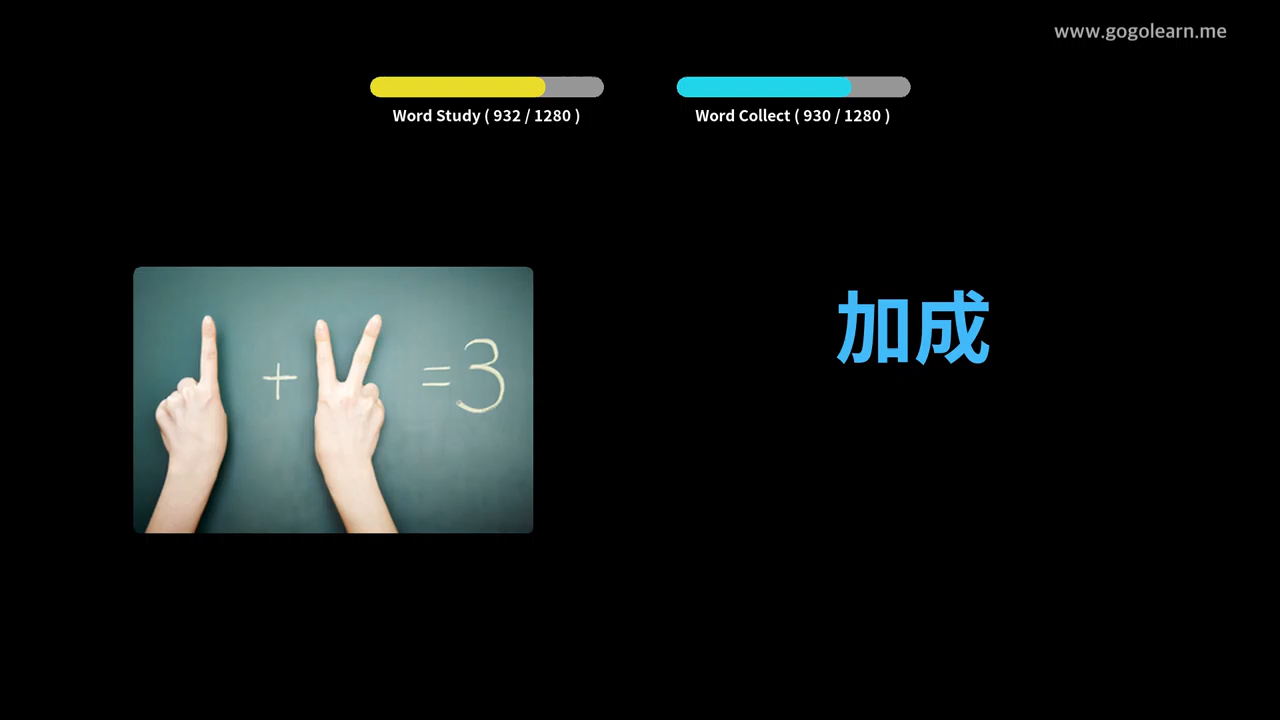 www.gogolearn.me
Word Study ( 932 / 1280 )
Word Collect ( 930 / 1280 )
+ = 3
加成